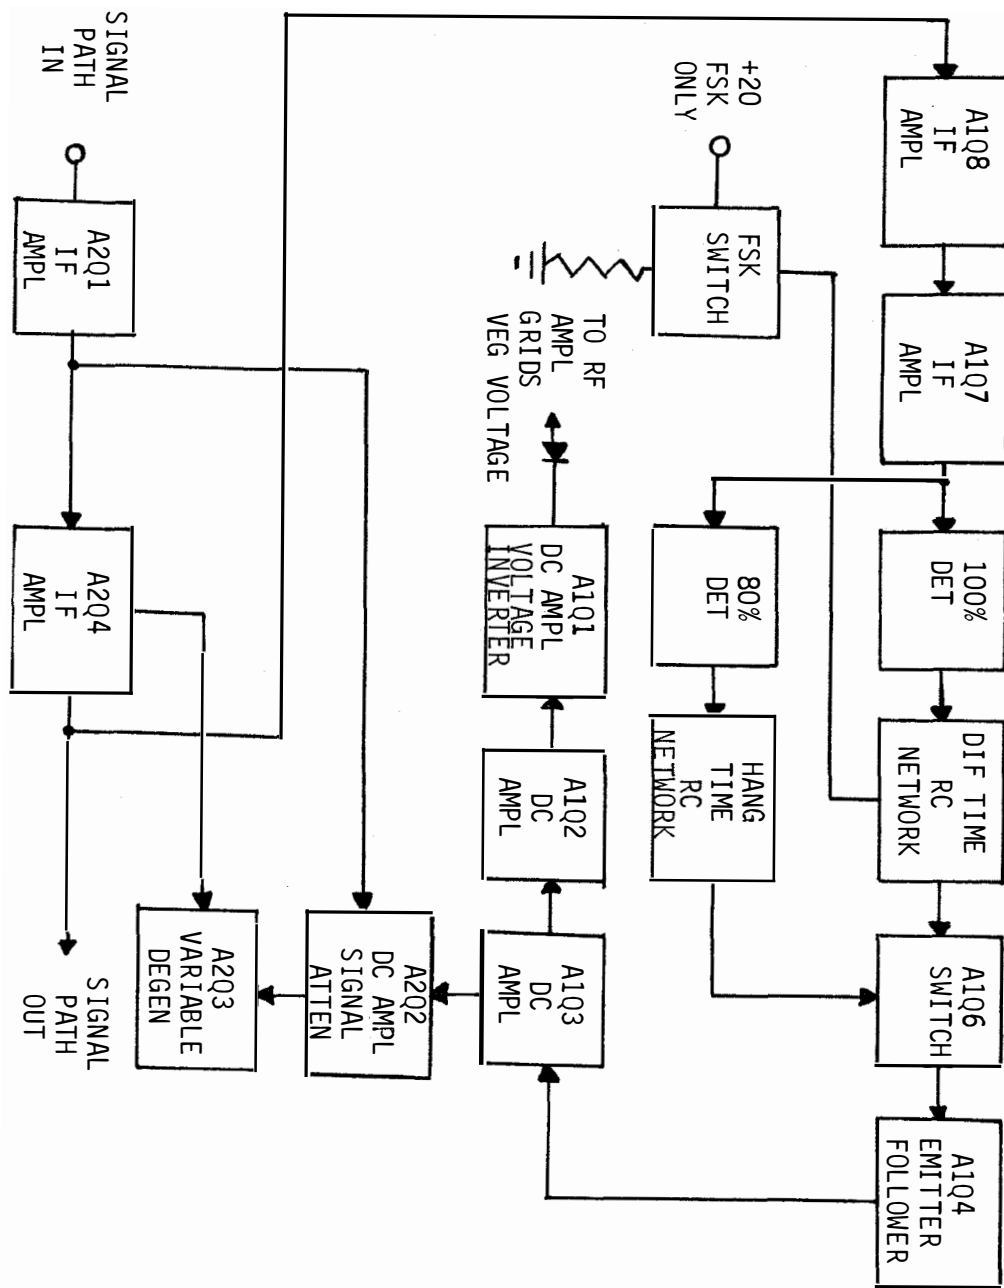 A1Q8
IF
AMPL
A1Q7
IF
AMPL
100%
DET
DIF TIME
RC
NETWORK
A1Q6
SWITCH
A1Q4
EMITTER
FOLLOWER
+20
FSK
ONLY
FSK
SWITCH
80%
DET
HANG
TIME
RC
NETWORK
TO RF
AMPL
GRIDS
VEG VOLTAGE
A1Q1
DC AMPL
VOLTAGE
INVERTER
A1Q2
DC
AMPL
A1Q3
DC
AMPL
A2Q2
DC AMPL
SIGNAL
ATTEN
A2Q3
VARIABLE
DEGEN
SIGNAL
PATH
IN
A2Q1
IF
AMPL
A2Q4
IF
AMPL
SIGNAL
PATH
OUT